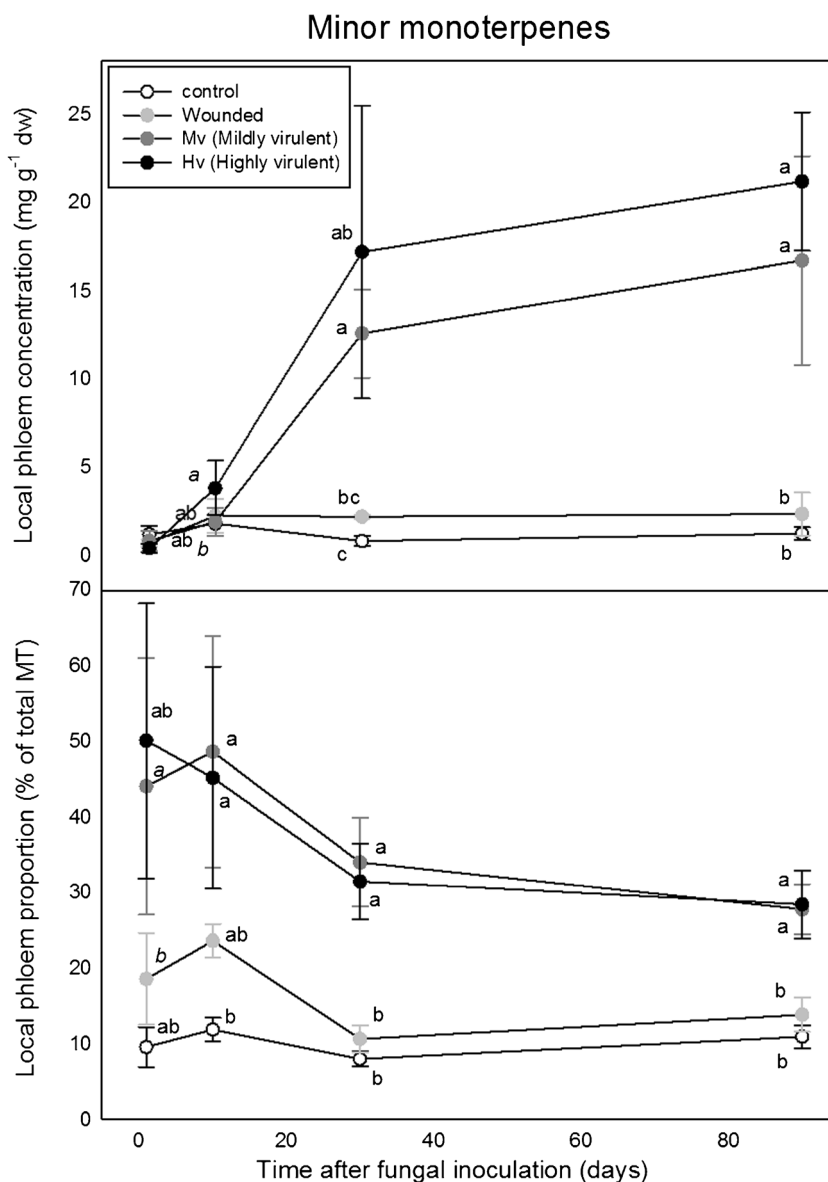 Minor monoterpenes
control
Wounded
Mv (Mildly virulent)
Hv (Highly virulent)
Local phloem concentration (mg g⁻¹ dw)
25
20
15
10
5
0
a
ab
ab
b
ab
a
bc
c
a
a
b
b
Local phloem proportion (% of total MT)
70
60
50
40
30
20
10
0
ab
a
b
ab
a
a
ab
b
a
a
b
b
a
a
b
b
0
20
40
60
80
Time after fungal inoculation (days)